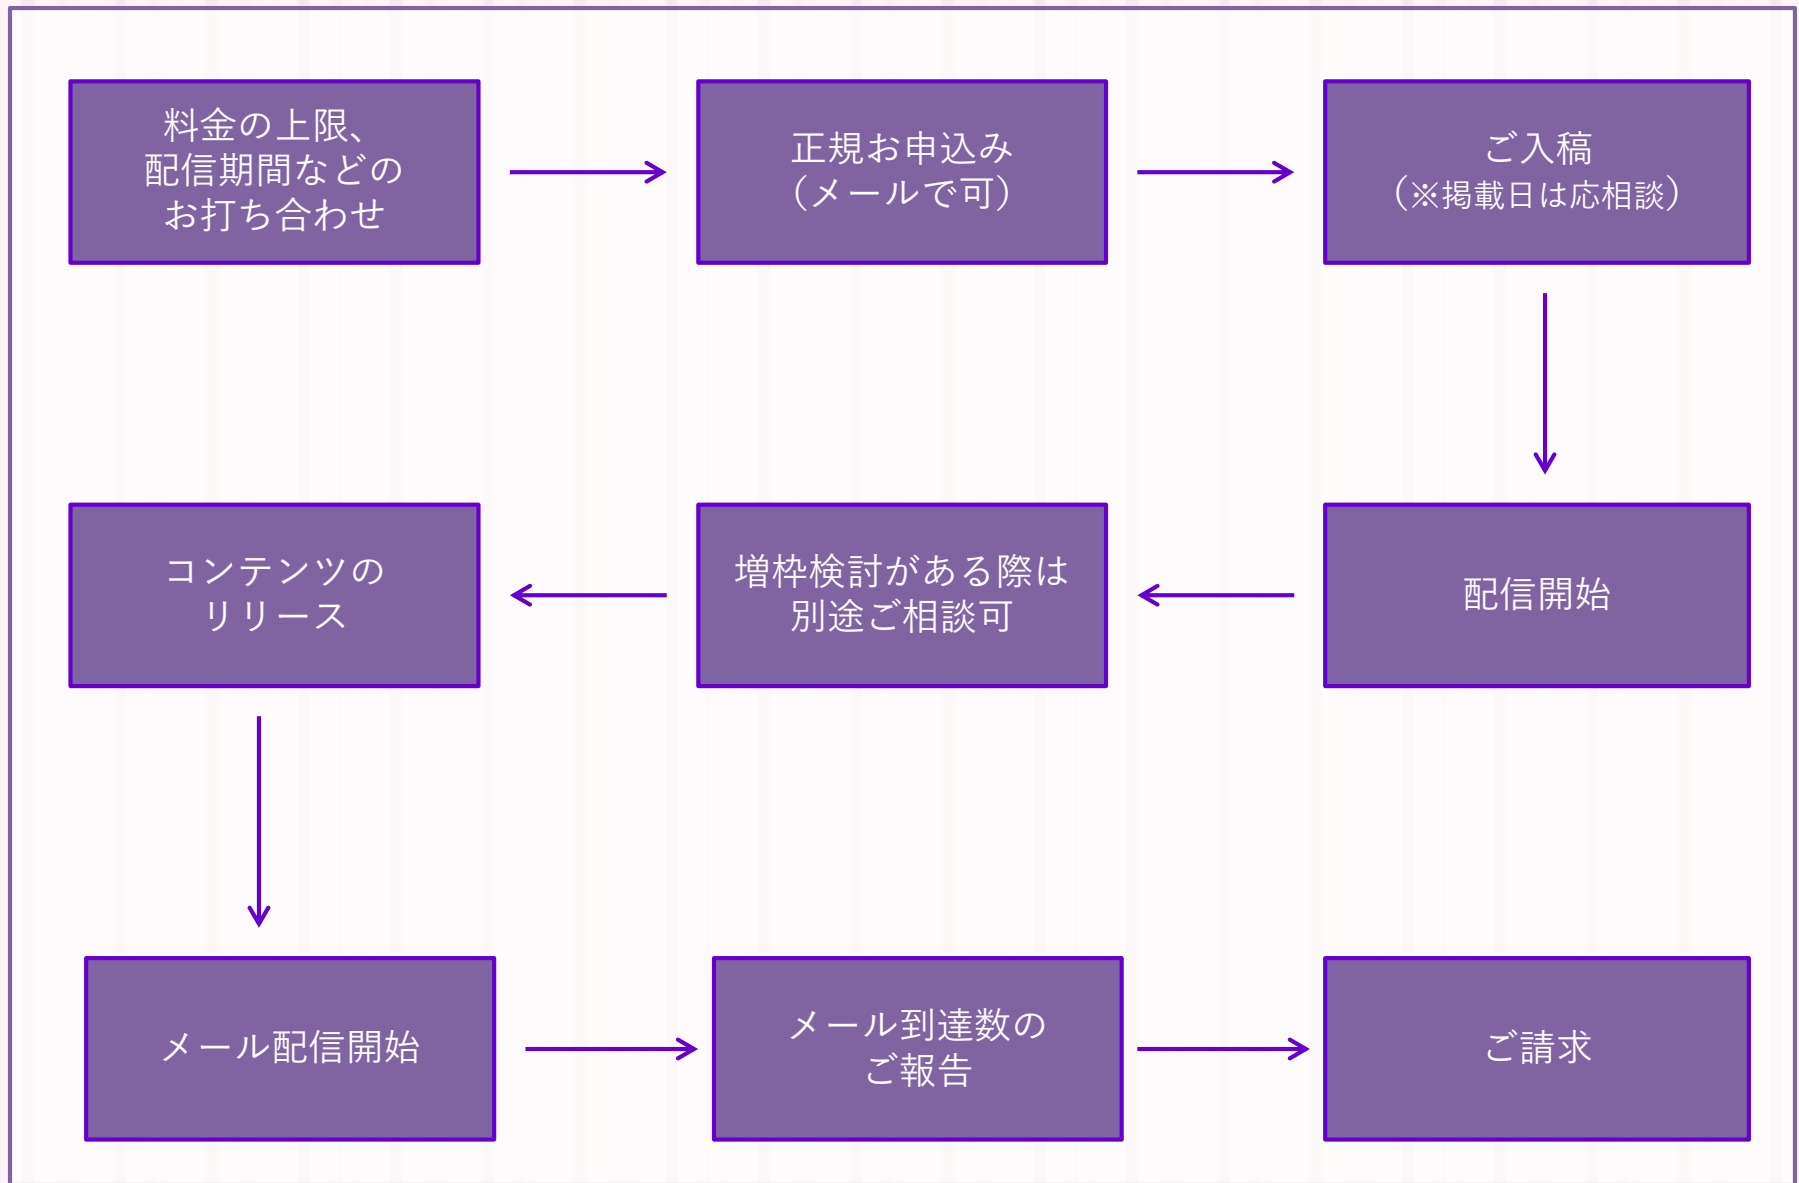 料金の上限、
配信期間などの
お打ち合わせ
正規お申込み
（メールで可）
ご入稿
（※掲載日は応相談）
配信開始
増枠検討がある際は
別途ご相談可
コンテンツの
リリース
メール配信開始
メール到達数の
ご報告
ご請求